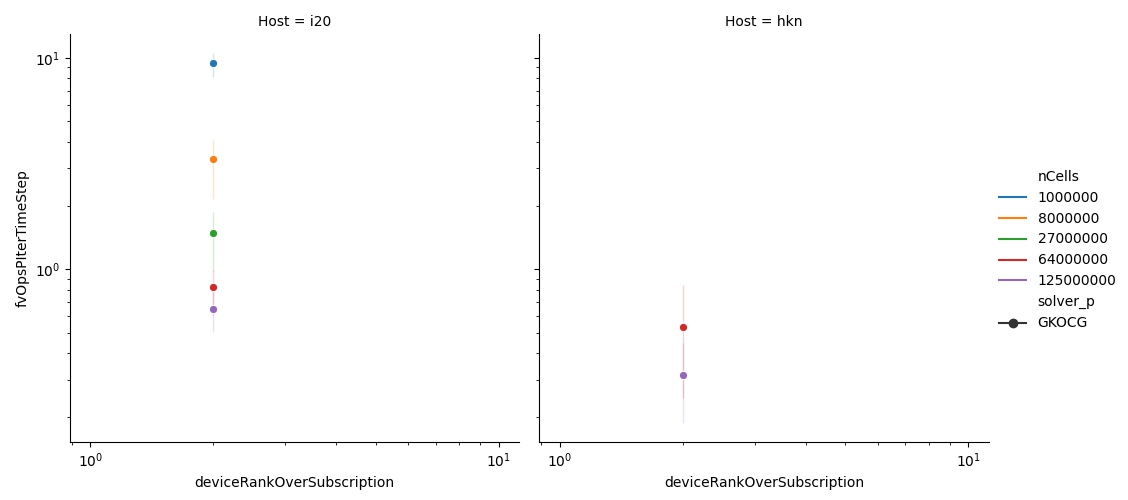 Host = i20
Host = hkn
10^1
10^0
fvOpsPIterTimeStep
10^0
10^1
10^0
10^1
deviceRankOverSubscription
deviceRankOverSubscription
nCells
1000000
8000000
27000000
64000000
125000000
solver_p
GKOCG